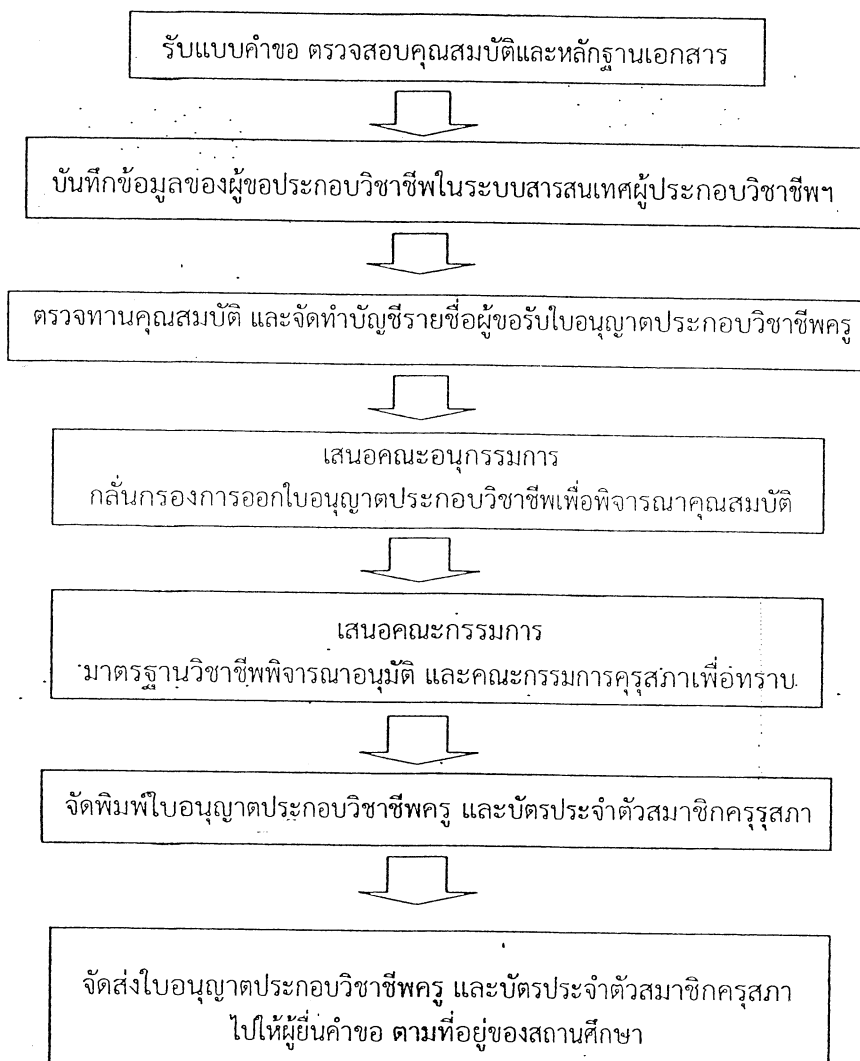 รับแบบคำขอ ตรวจสอบคุณสมบัติและหลักฐานเอกสาร
บันทึกข้อมูลของผู้ขอประกอบวิชาชีพในระบบสารสนเทศผู้ประกอบวิชาชีพฯ
ตรวจทานคุณสมบัติ และจัดทำบัญชีรายชื่อผู้ขอรับใบอนุญาตประกอบวิชาชีพครู
เสนอคณะอนุกรรมการ
กลั่นกรองการออกใบอนุญาตประกอบวิชาชีพเพื่อพิจารณาคุณสมบัติ
เสนอคณะกรรมการ
มาตรฐานวิชาชีพพิจารณาอนุมัติ และคณะกรรมการคุรุสภาเพื่อทราบ
จัดพิมพ์ใบอนุญาตประกอบวิชาชีพครู และบัตรประจำตัวสมาชิกครุรุสภา
จัดส่งใบอนุญาตประกอบวิชาชีพครู และบัตรประจำตัวสมาชิกครุสภา
ไปให้ผู้ยื่นคำขอ ตามที่อยู่ของสถานศึกษา